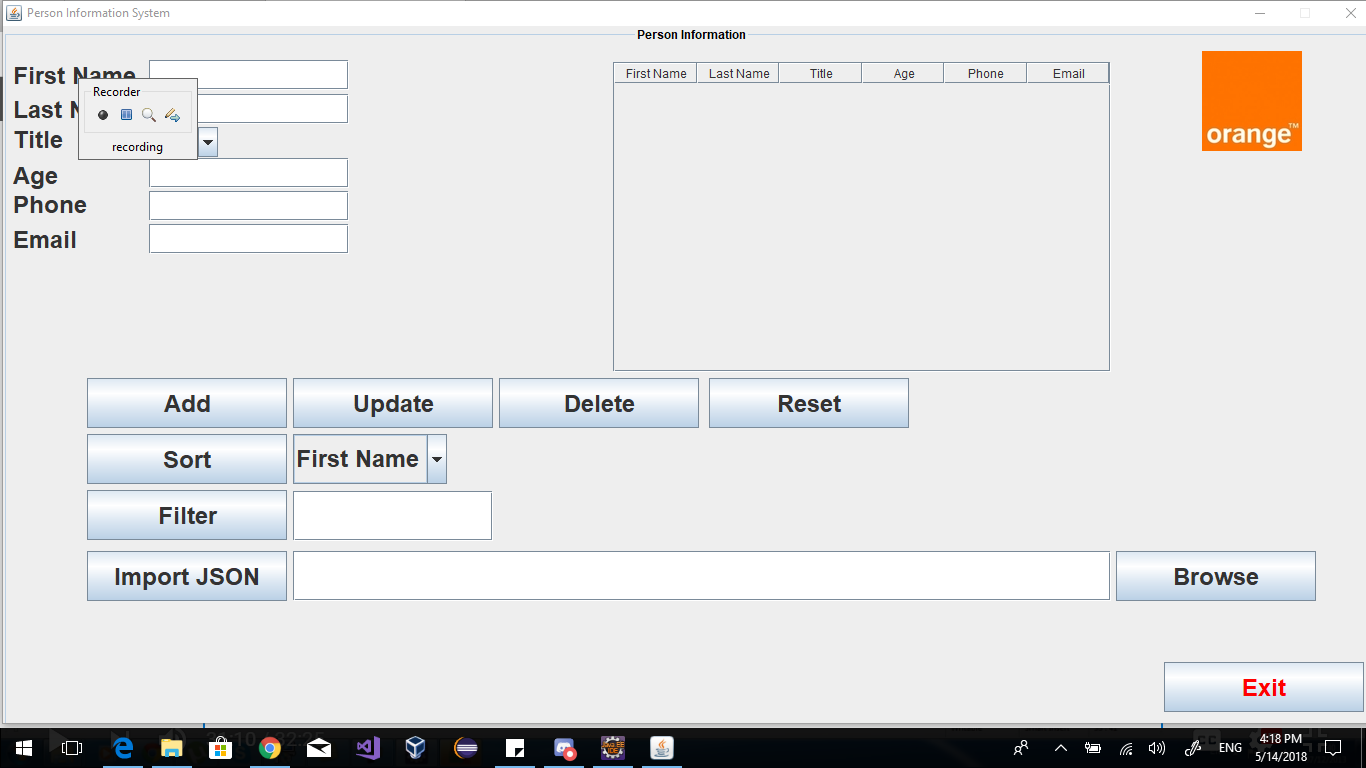 Person Information System
Person Information
First Name
Last N
Title
Age
Phone
Email
Recorder
recording
First Name Last Name Title Age Phone Email
orange™
Add Update Delete Reset
Sort First Name
Filter
Import JSON Browse
Exit
ENG
4:18 PM
5/14/2018